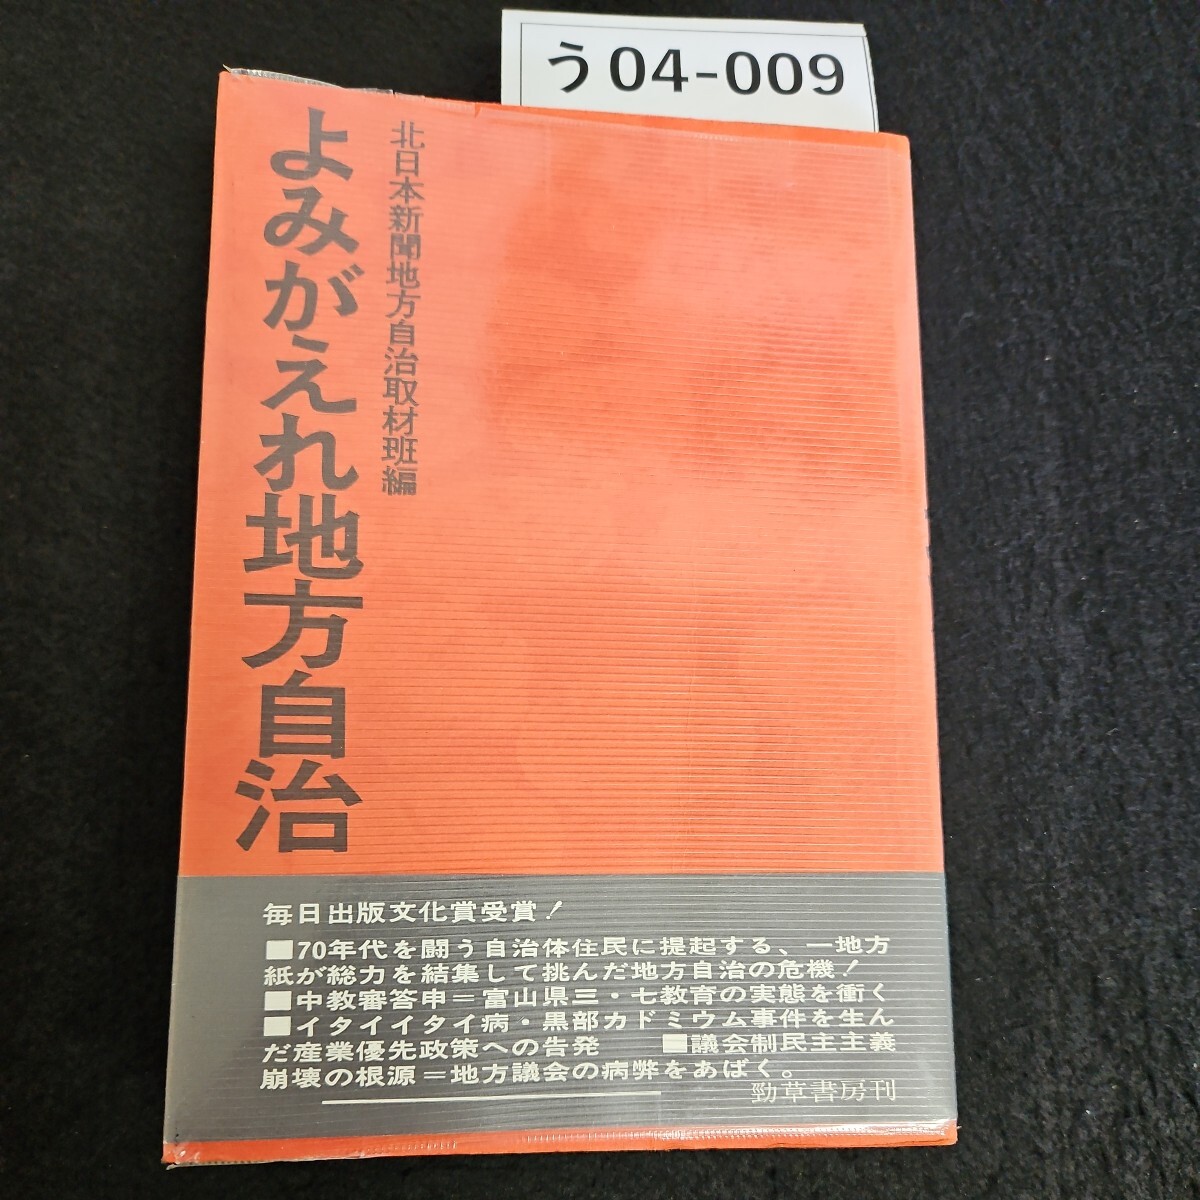 う04-009
よみがえれ地方自治
北日本新聞地方自治取材班編
毎日出版文化賞受賞!
■70年代を闘う自治体住民に提起する、一地方
紙が総力を結集して挑んだ地方自治の危機!
■中教審答申＝富山県三・七教育の実態を衝く
■イタイイタイ病・黒部カドミウム事件を生ん
だ産業優先政策への告発　■議会制民主主義
崩壊の根源＝地方議会の病弊をあばく。
勁草書房刊